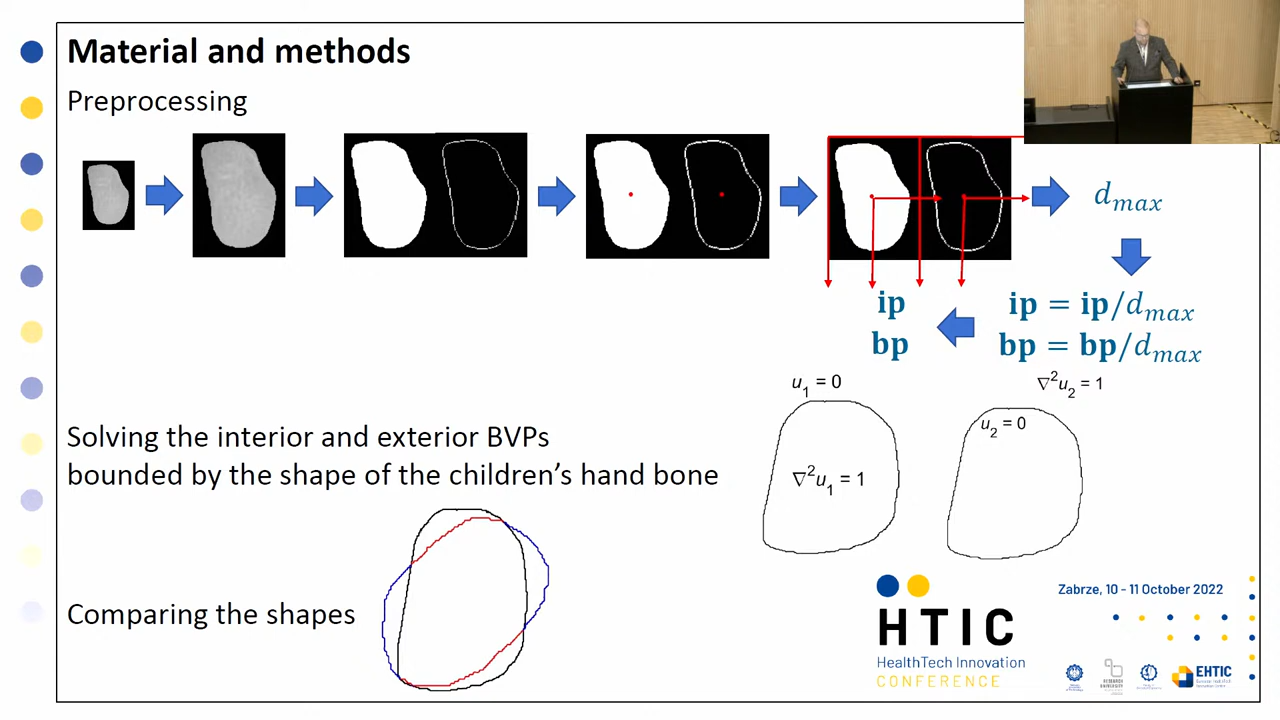 Material and methods
Preprocessing
d_max
ip = ip/d_max
bp = bp/d_max
ip
bp
u_1 = 0
∇²u_2 = 1
u_2 = 0
∇²u_1 = 1
Solving the interior and exterior BVPs
bounded by the shape of the children's hand bone
Comparing the shapes
Zabrze, 10 - 11 October 2022
HTIC
HealthTech Innovation
CONFERENCE
EHTIC